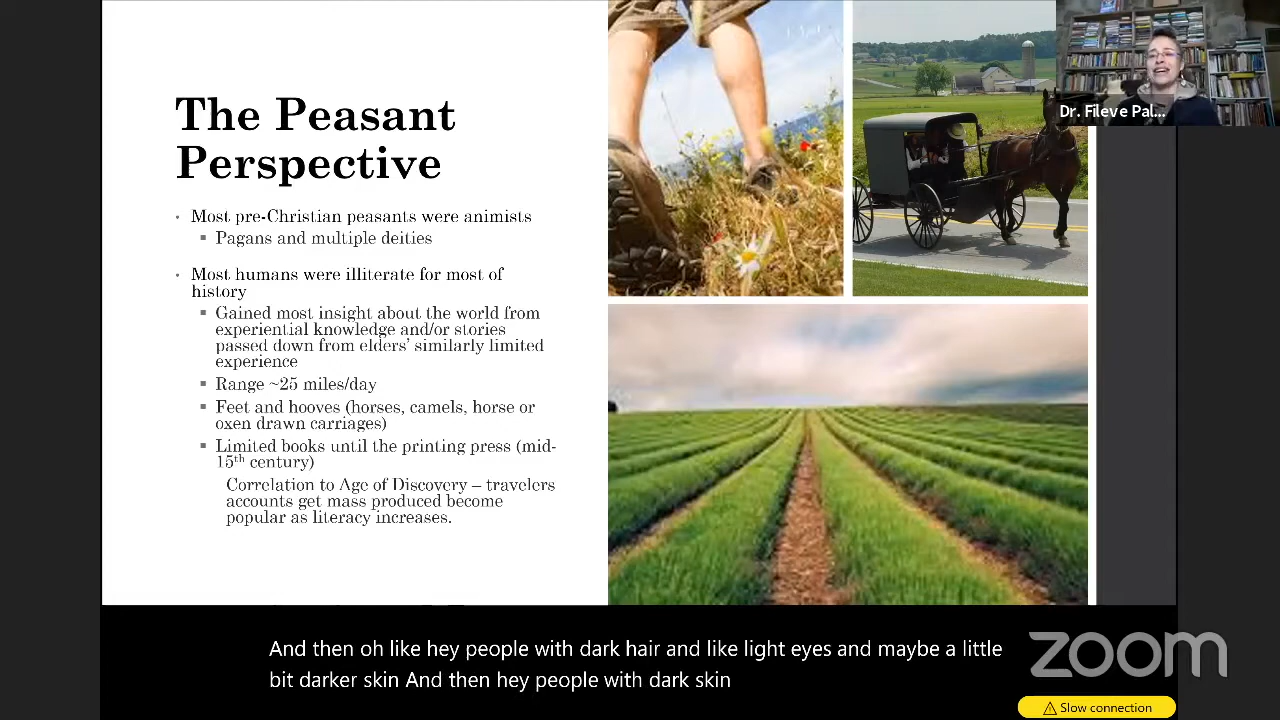 The Peasant
Perspective
Most pre-Christian peasants were animists
Pagans and multiple deities
Most humans were illiterate for most of
history
Gained most insight about the world from
experiential knowledge and/or stories
passed down from elders' similarly limited
experience
Range ~25 miles/day
Feet and hooves (horses, camels, horse or
oxen drawn carriages)
Limited books until the printing press (mid-
15th century)
Correlation to Age of Discovery – travelers
accounts get mass produced become
popular as literacy increases.
Dr. Fileve Pal...
And then oh like hey people with dark hair and like light eyes and maybe a little
bit darker skin And then hey people with dark skin
zoom
Slow connection